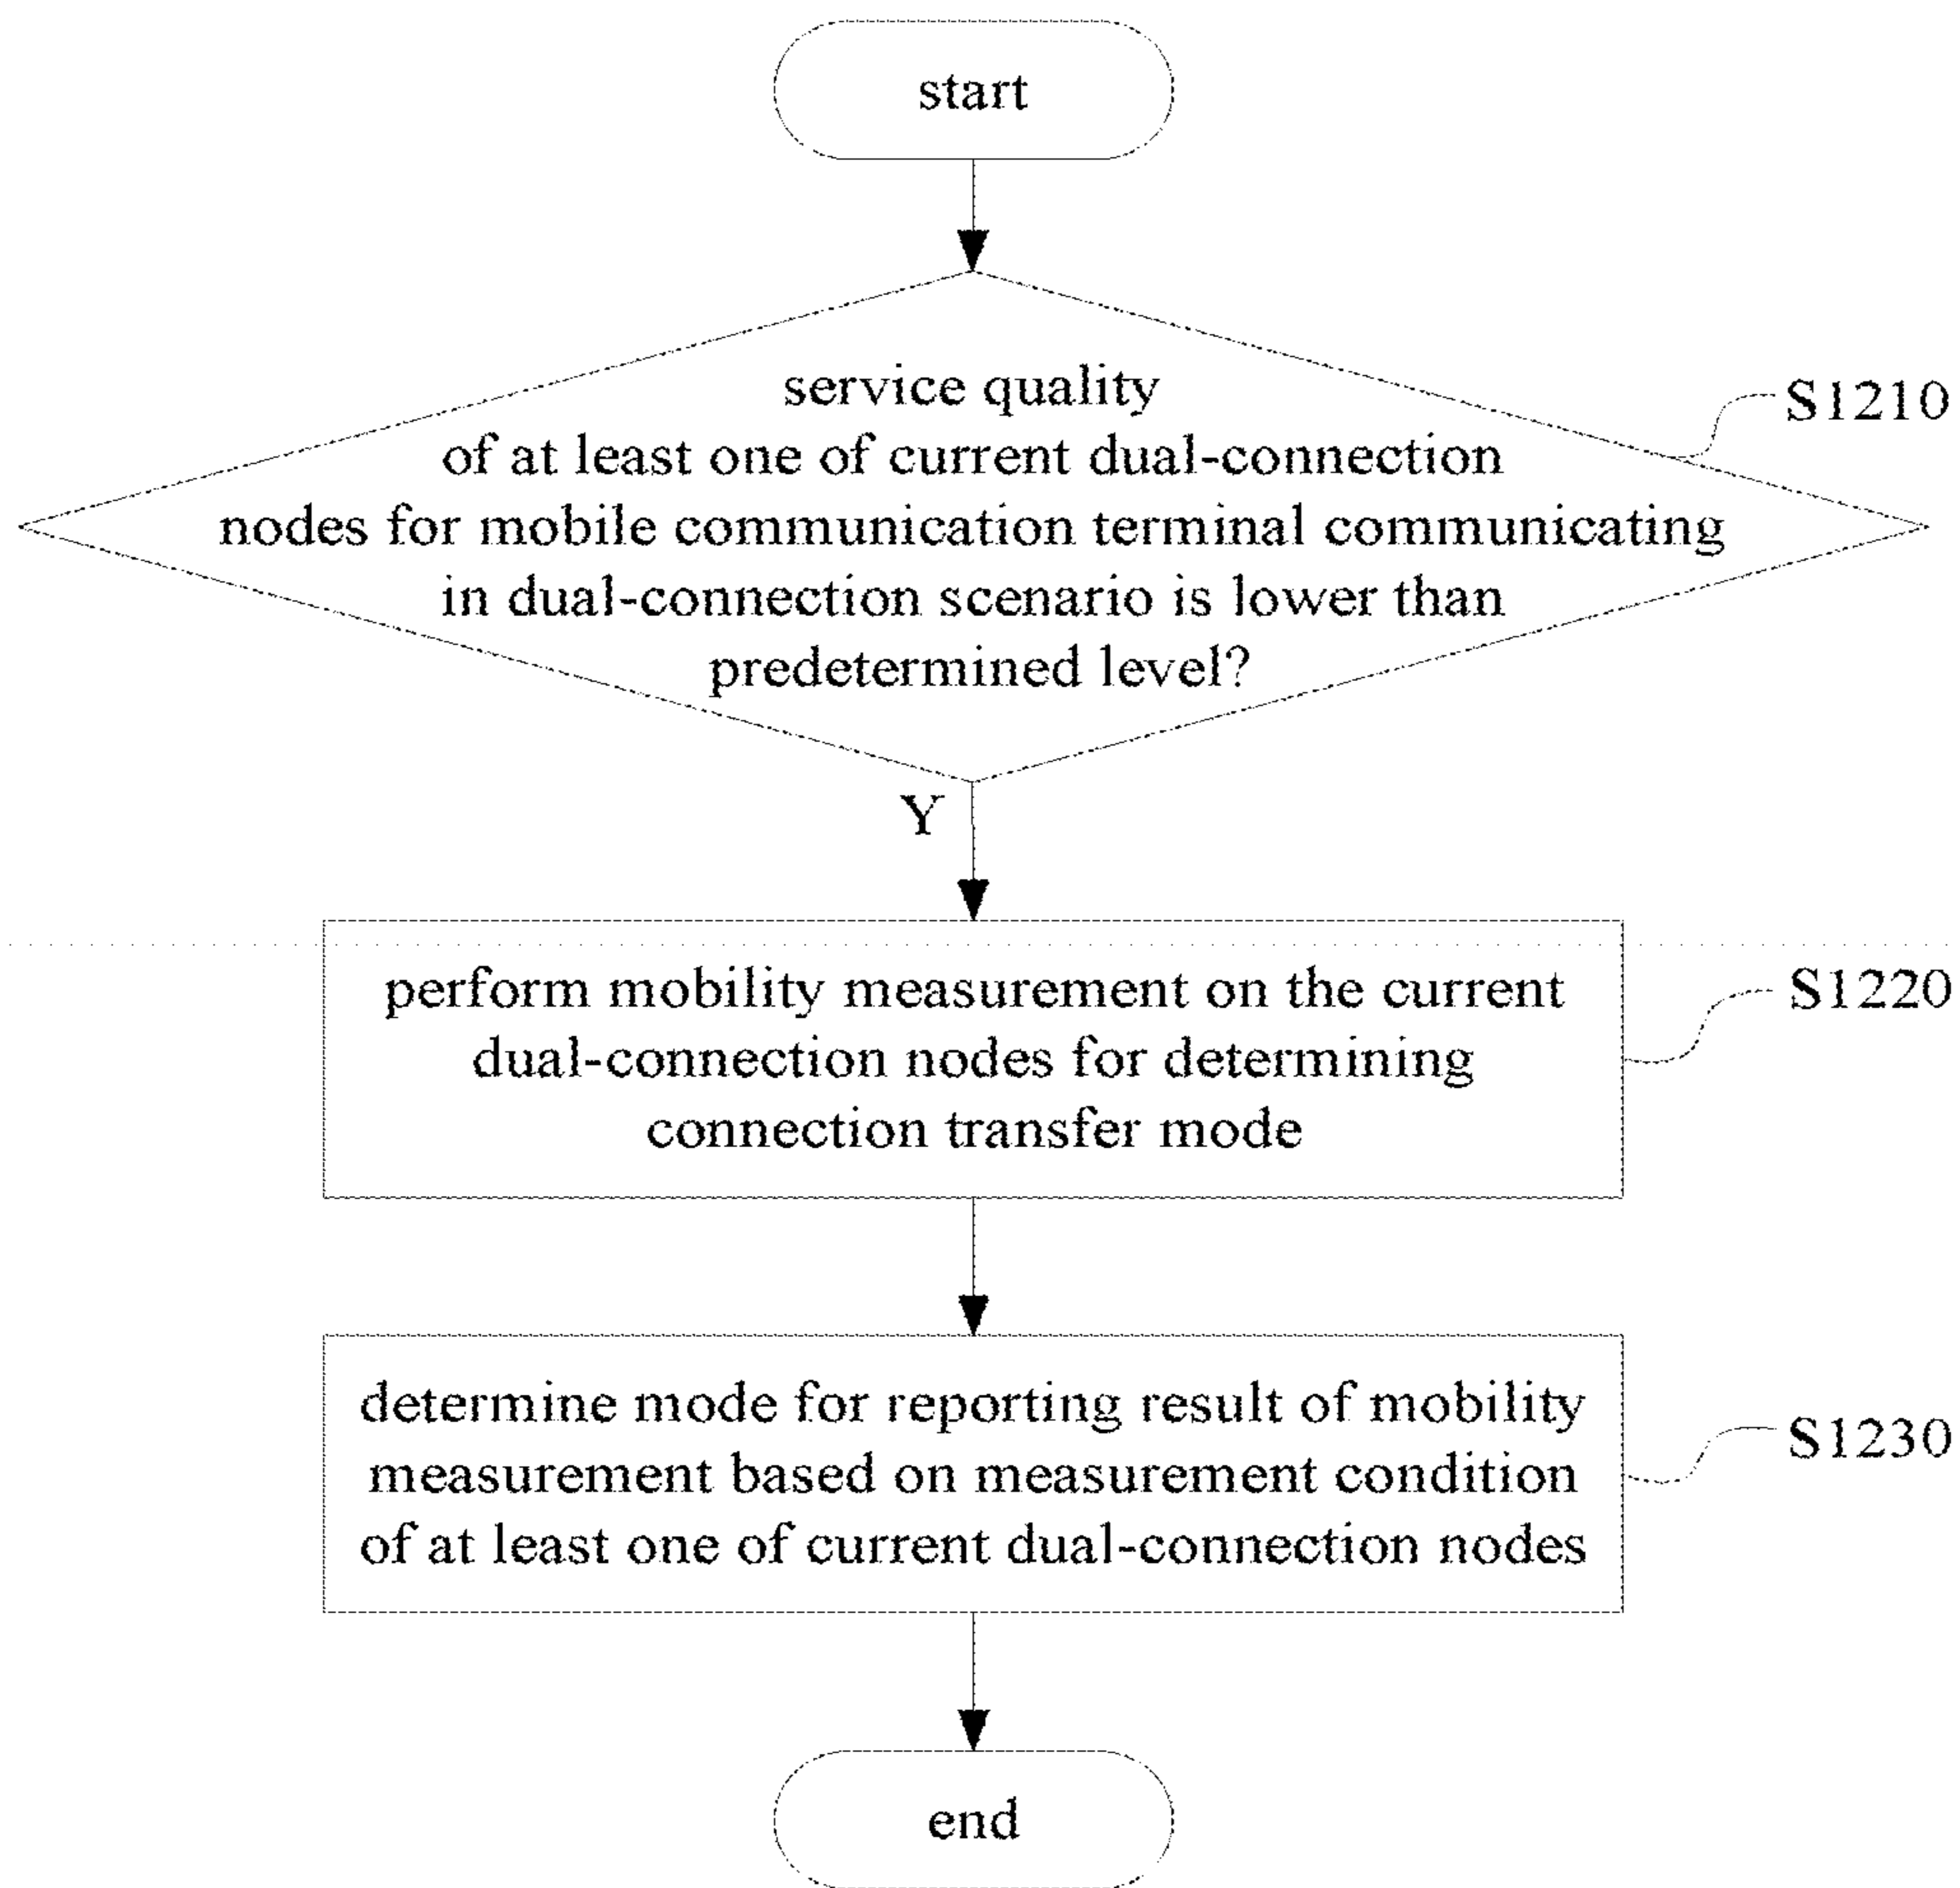 start
service quality
of at least one of current dual-connection
nodes for mobile communication terminal communicating
in dual-connection scenario is lower than
predetermined level?
S1210
Y
perform mobility measurement on the current
dual-connection nodes for determining
connection transfer mode
S1220
determine mode for reporting result of mobility
measurement based on measurement condition
of at least one of current dual-connection nodes
S1230
end